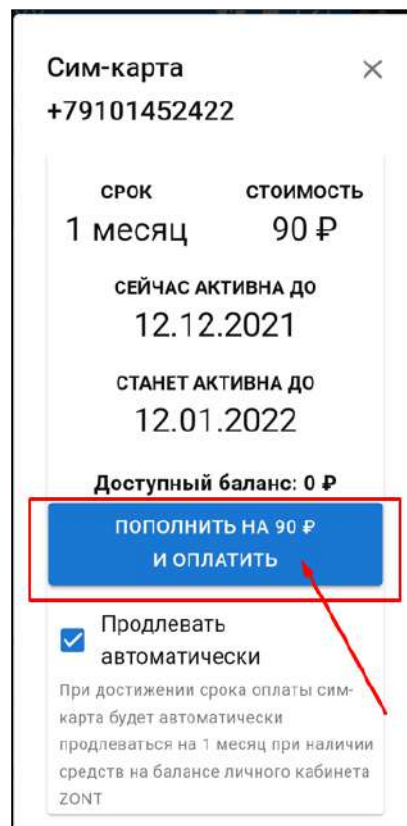 Сим-карта
+79101452422
СРОК СТОИМОСТЬ
1 месяц 90 ₽
СЕЙЧАС АКТИВНА ДО
12.12.2021
СТАНЕТ АКТИВНА ДО
12.01.2022
Доступный баланс: 0 ₽
ПОПОЛНИТЬ НА 90 ₽
И ОПЛАТИТЬ
Продлевать
автоматически
При достижении срока оплаты сим-
карта будет автоматически
продлеваться на 1 месяц при наличии
средств на балансе личного кабинета
ZONT